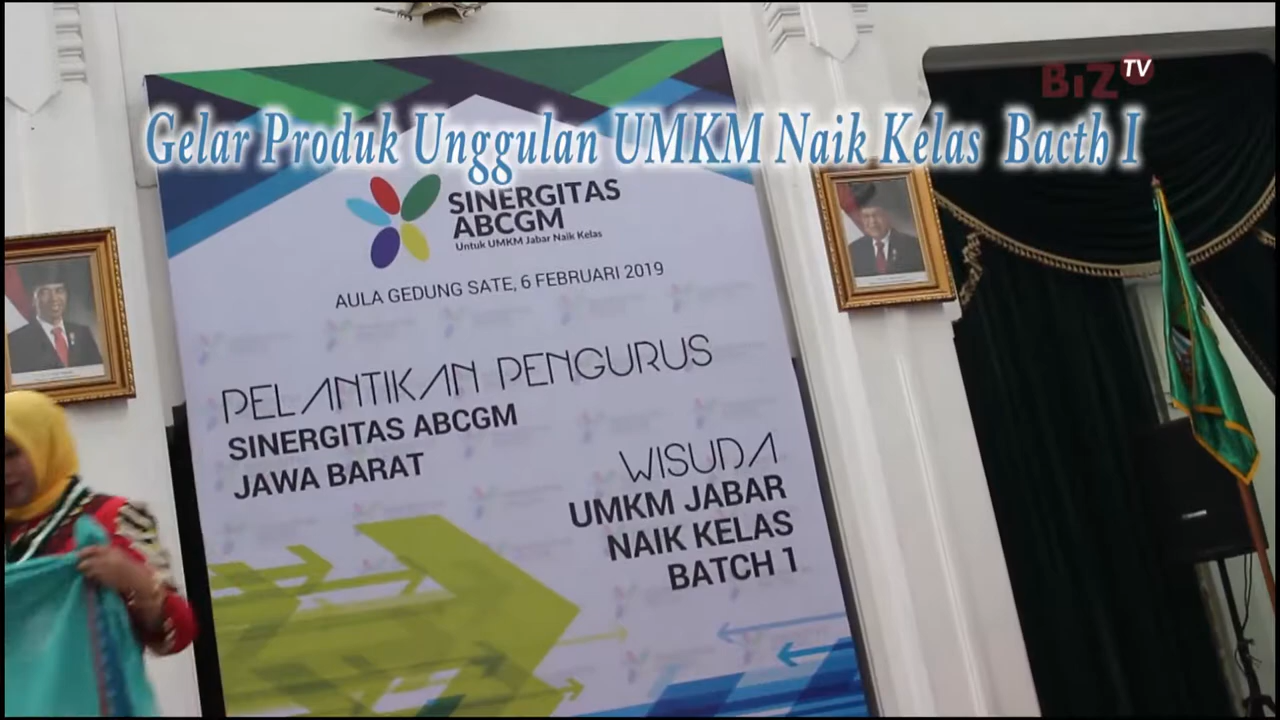 BiZ TV
Gelar Produk Unggulan UMKM Naik Kelas Bacth I
SINERGITAS
ABCGM
Untuk UMKM Jabar Naik Kelas
AULA GEDUNG SATE, 6 FEBRUARI 2019
PELANTIKAN PENGURUS
SINERGITAS ABCGM
JAWA BARAT
WISUDA
UMKM JABAR
NAIK KELAS
BATCH 1